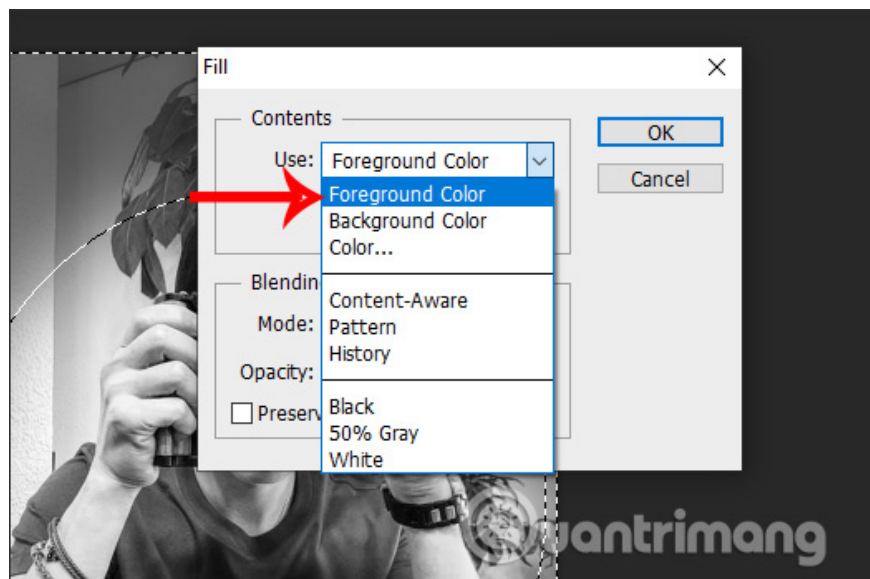 Fill
Contents
Use: Foreground Color
Foreground Color
Background Color
Color...
Content-Aware
Pattern
History
Black
50% Gray
White
Blendin
Mode:
Opacity:
Preserv
OK
Cancel
uantrimang